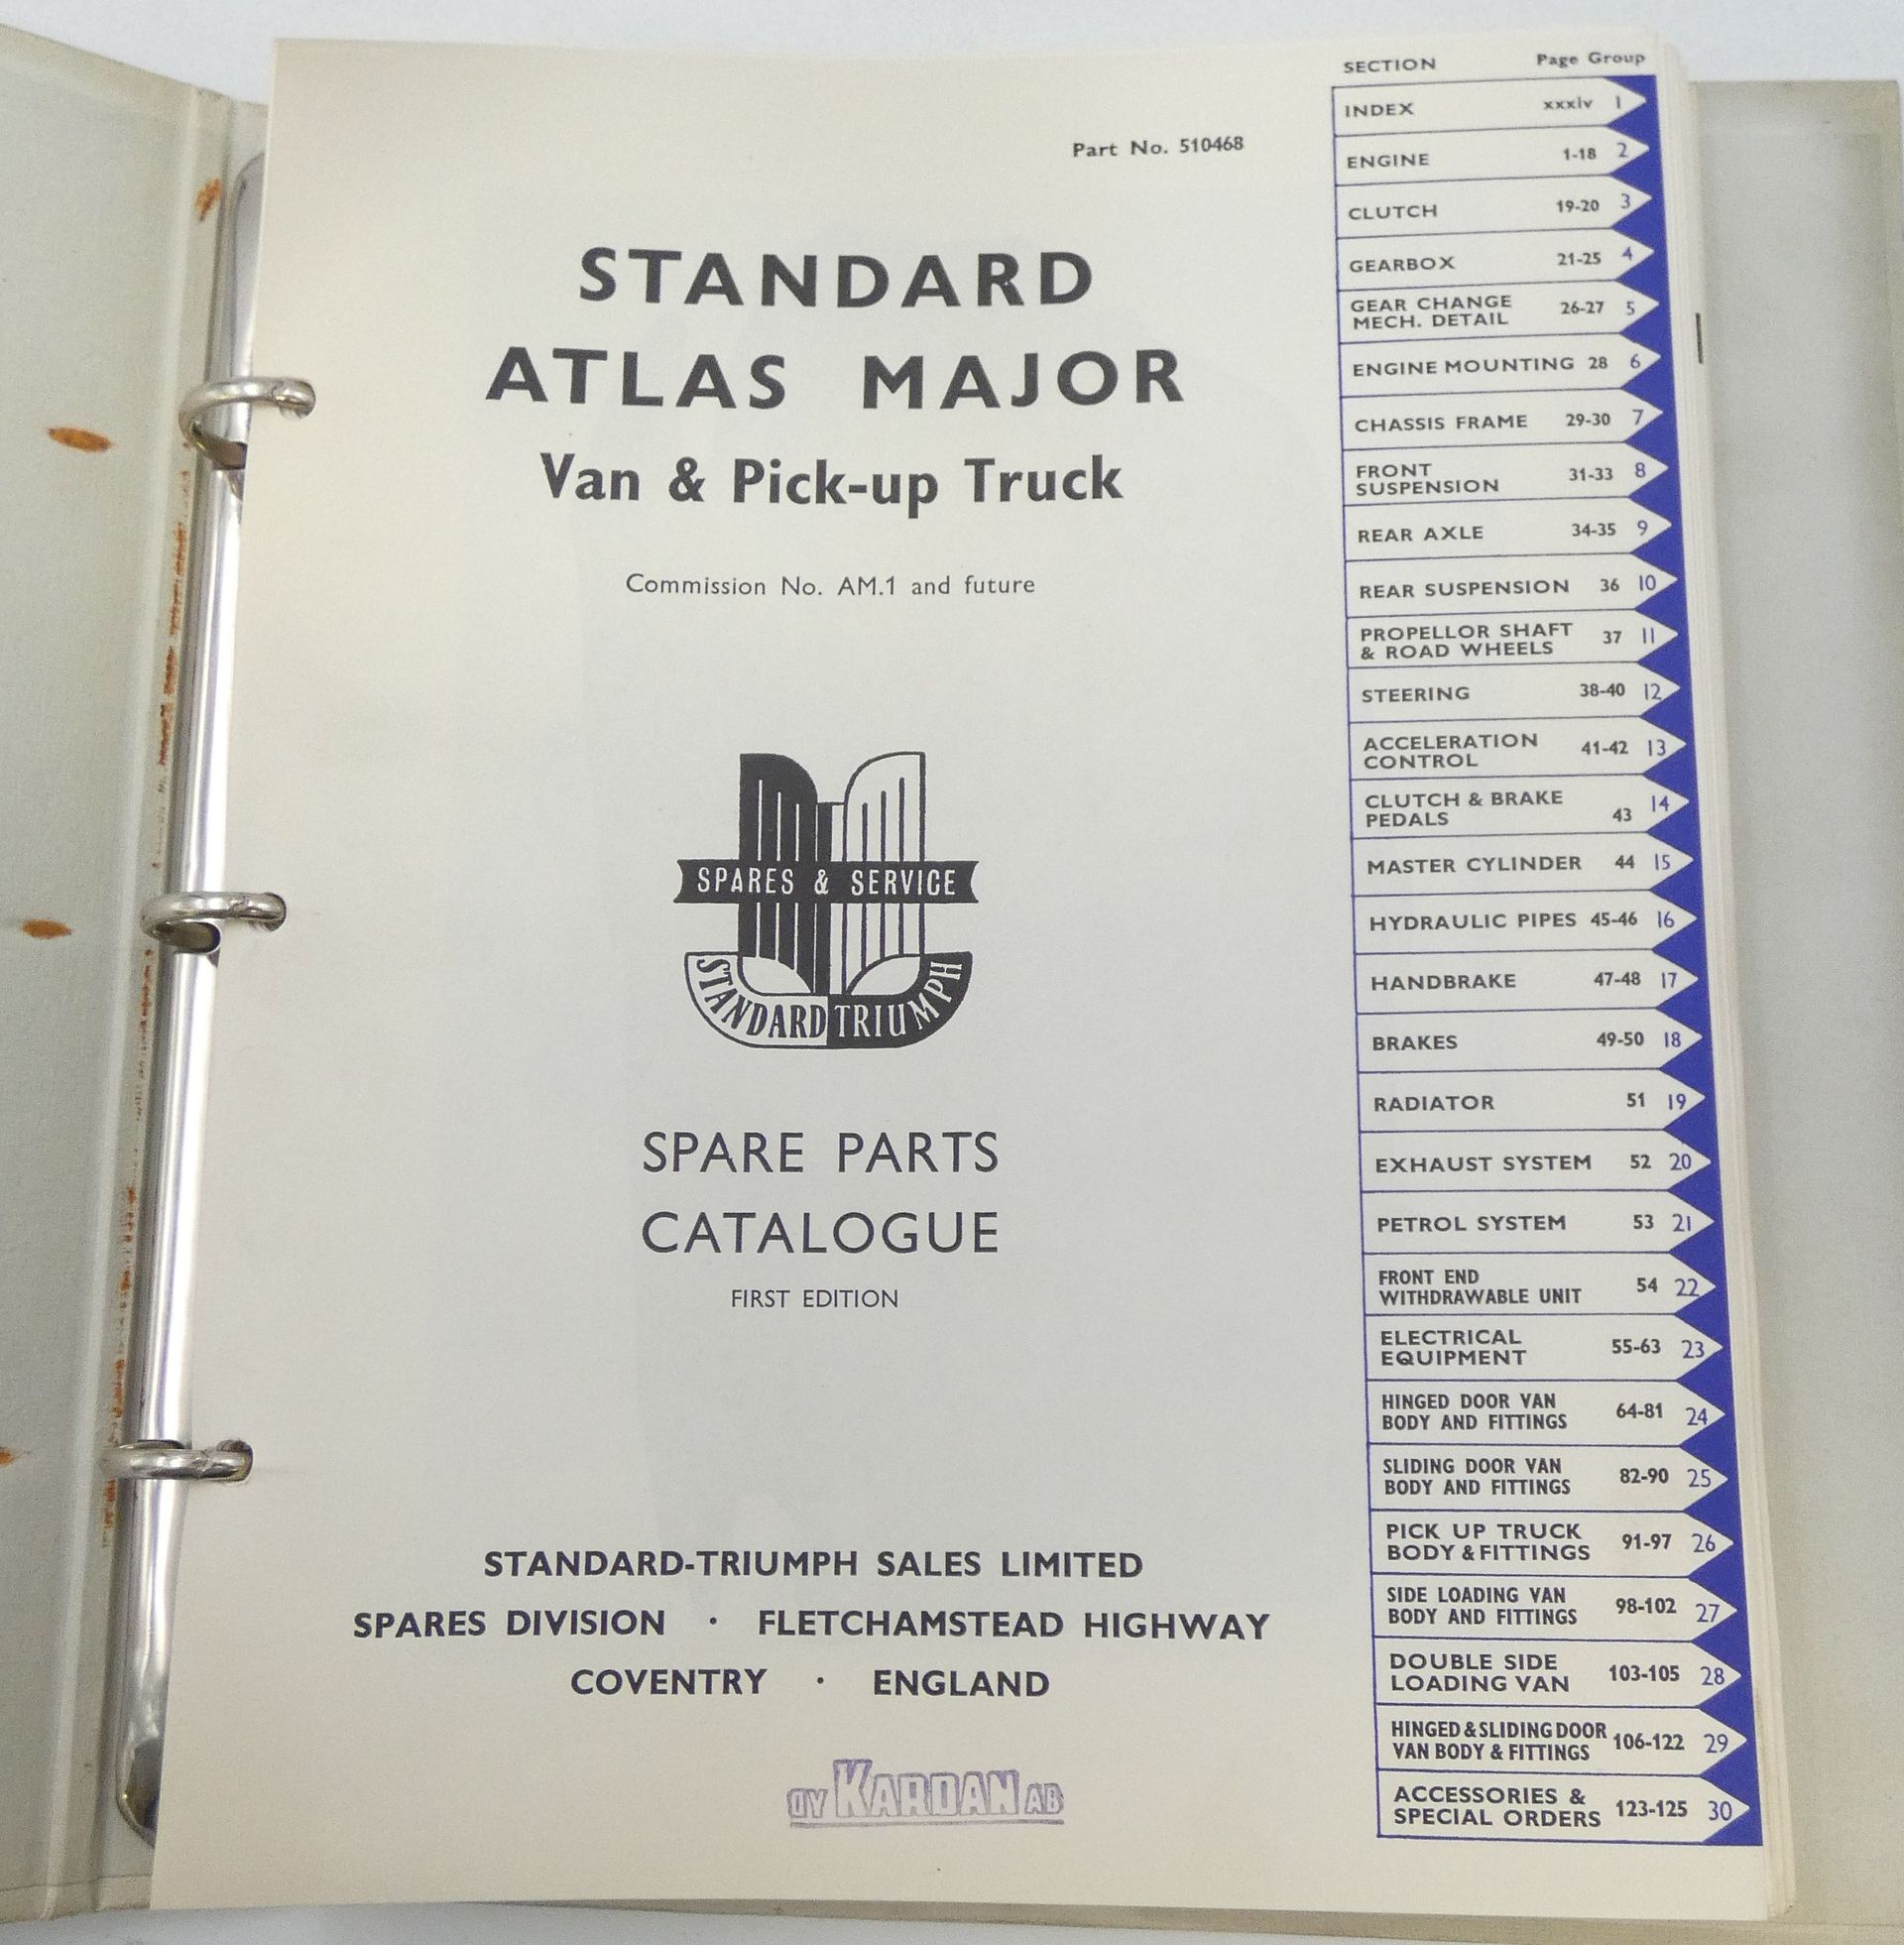 Part No. 510468
STANDARD
ATLAS MAJOR
Van & Pick-up Truck
Commission No. AM.1 and future
SPARES & SERVICE
STANDARD TRIUMPH
SPARE PARTS
CATALOGUE
FIRST EDITION
STANDARD-TRIUMPH SALES LIMITED
SPARES DIVISION · FLETCHAMSTEAD HIGHWAY
COVENTRY · ENGLAND
OY KARDAN AB
SECTION Page Group
INDEX xxxiv 1
ENGINE 1-18 2
CLUTCH 19-20 3
GEARBOX 21-25 4
GEAR CHANGE
MECH. DETAIL 26-27 5
ENGINE MOUNTING 28 6
CHASSIS FRAME 29-30 7
FRONT
SUSPENSION 31-33 8
REAR AXLE 34-35 9
REAR SUSPENSION 36 10
PROPELLOR SHAFT
& ROAD WHEELS 37 11
STEERING 38-40 12
ACCELERATION
CONTROL 41-42 13
CLUTCH & BRAKE
PEDALS 43 14
MASTER CYLINDER 44 15
HYDRAULIC PIPES 45-46 16
HANDBRAKE 47-48 17
BRAKES 49-50 18
RADIATOR 51 19
EXHAUST SYSTEM 52 20
PETROL SYSTEM 53 21
FRONT END
WITHDRAWABLE UNIT 54 22
ELECTRICAL
EQUIPMENT 55-63 23
HINGED DOOR VAN
BODY AND FITTINGS 64-81 24
SLIDING DOOR VAN
BODY AND FITTINGS 82-90 25
PICK UP TRUCK
BODY & FITTINGS 91-97 26
SIDE LOADING VAN
BODY AND FITTINGS 98-102 27
DOUBLE SIDE
LOADING VAN 103-105 28
HINGED & SLIDING DOOR
VAN BODY & FITTINGS 106-122 29
ACCESSORIES &
SPECIAL ORDERS 123-125 30